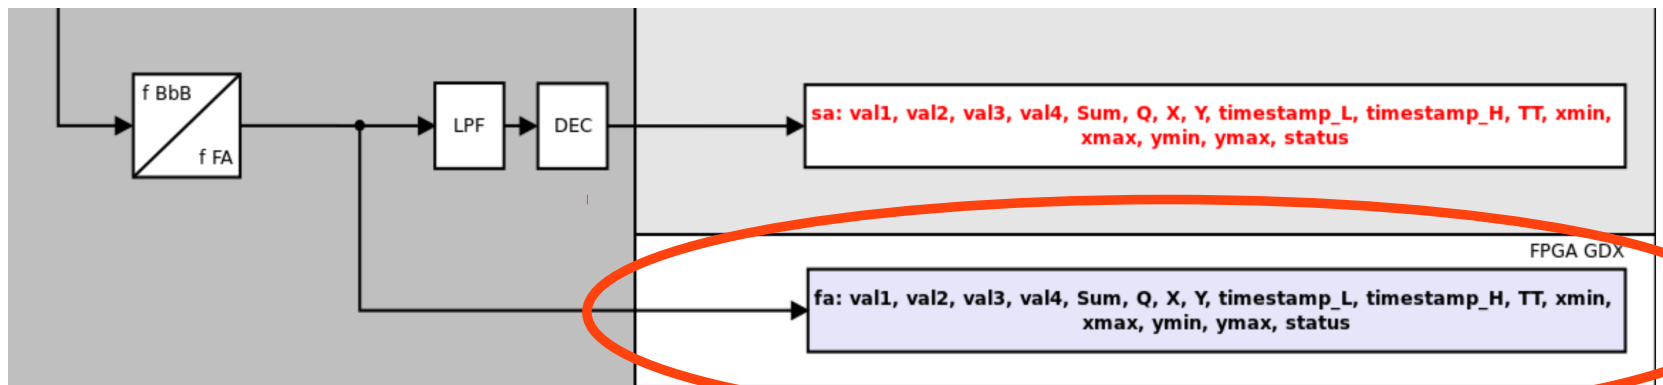 f BbB
f FA
LPF
DEC
sa: val1, val2, val3, val4, Sum, Q, X, Y, timestamp_L, timestamp_H, TT, xmin,
xmax, ymin, ymax, status
FPGA GDX
fa: val1, val2, val3, val4, Sum, Q, X, Y, timestamp_L, timestamp_H, TT, xmin,
xmax, ymin, ymax, status